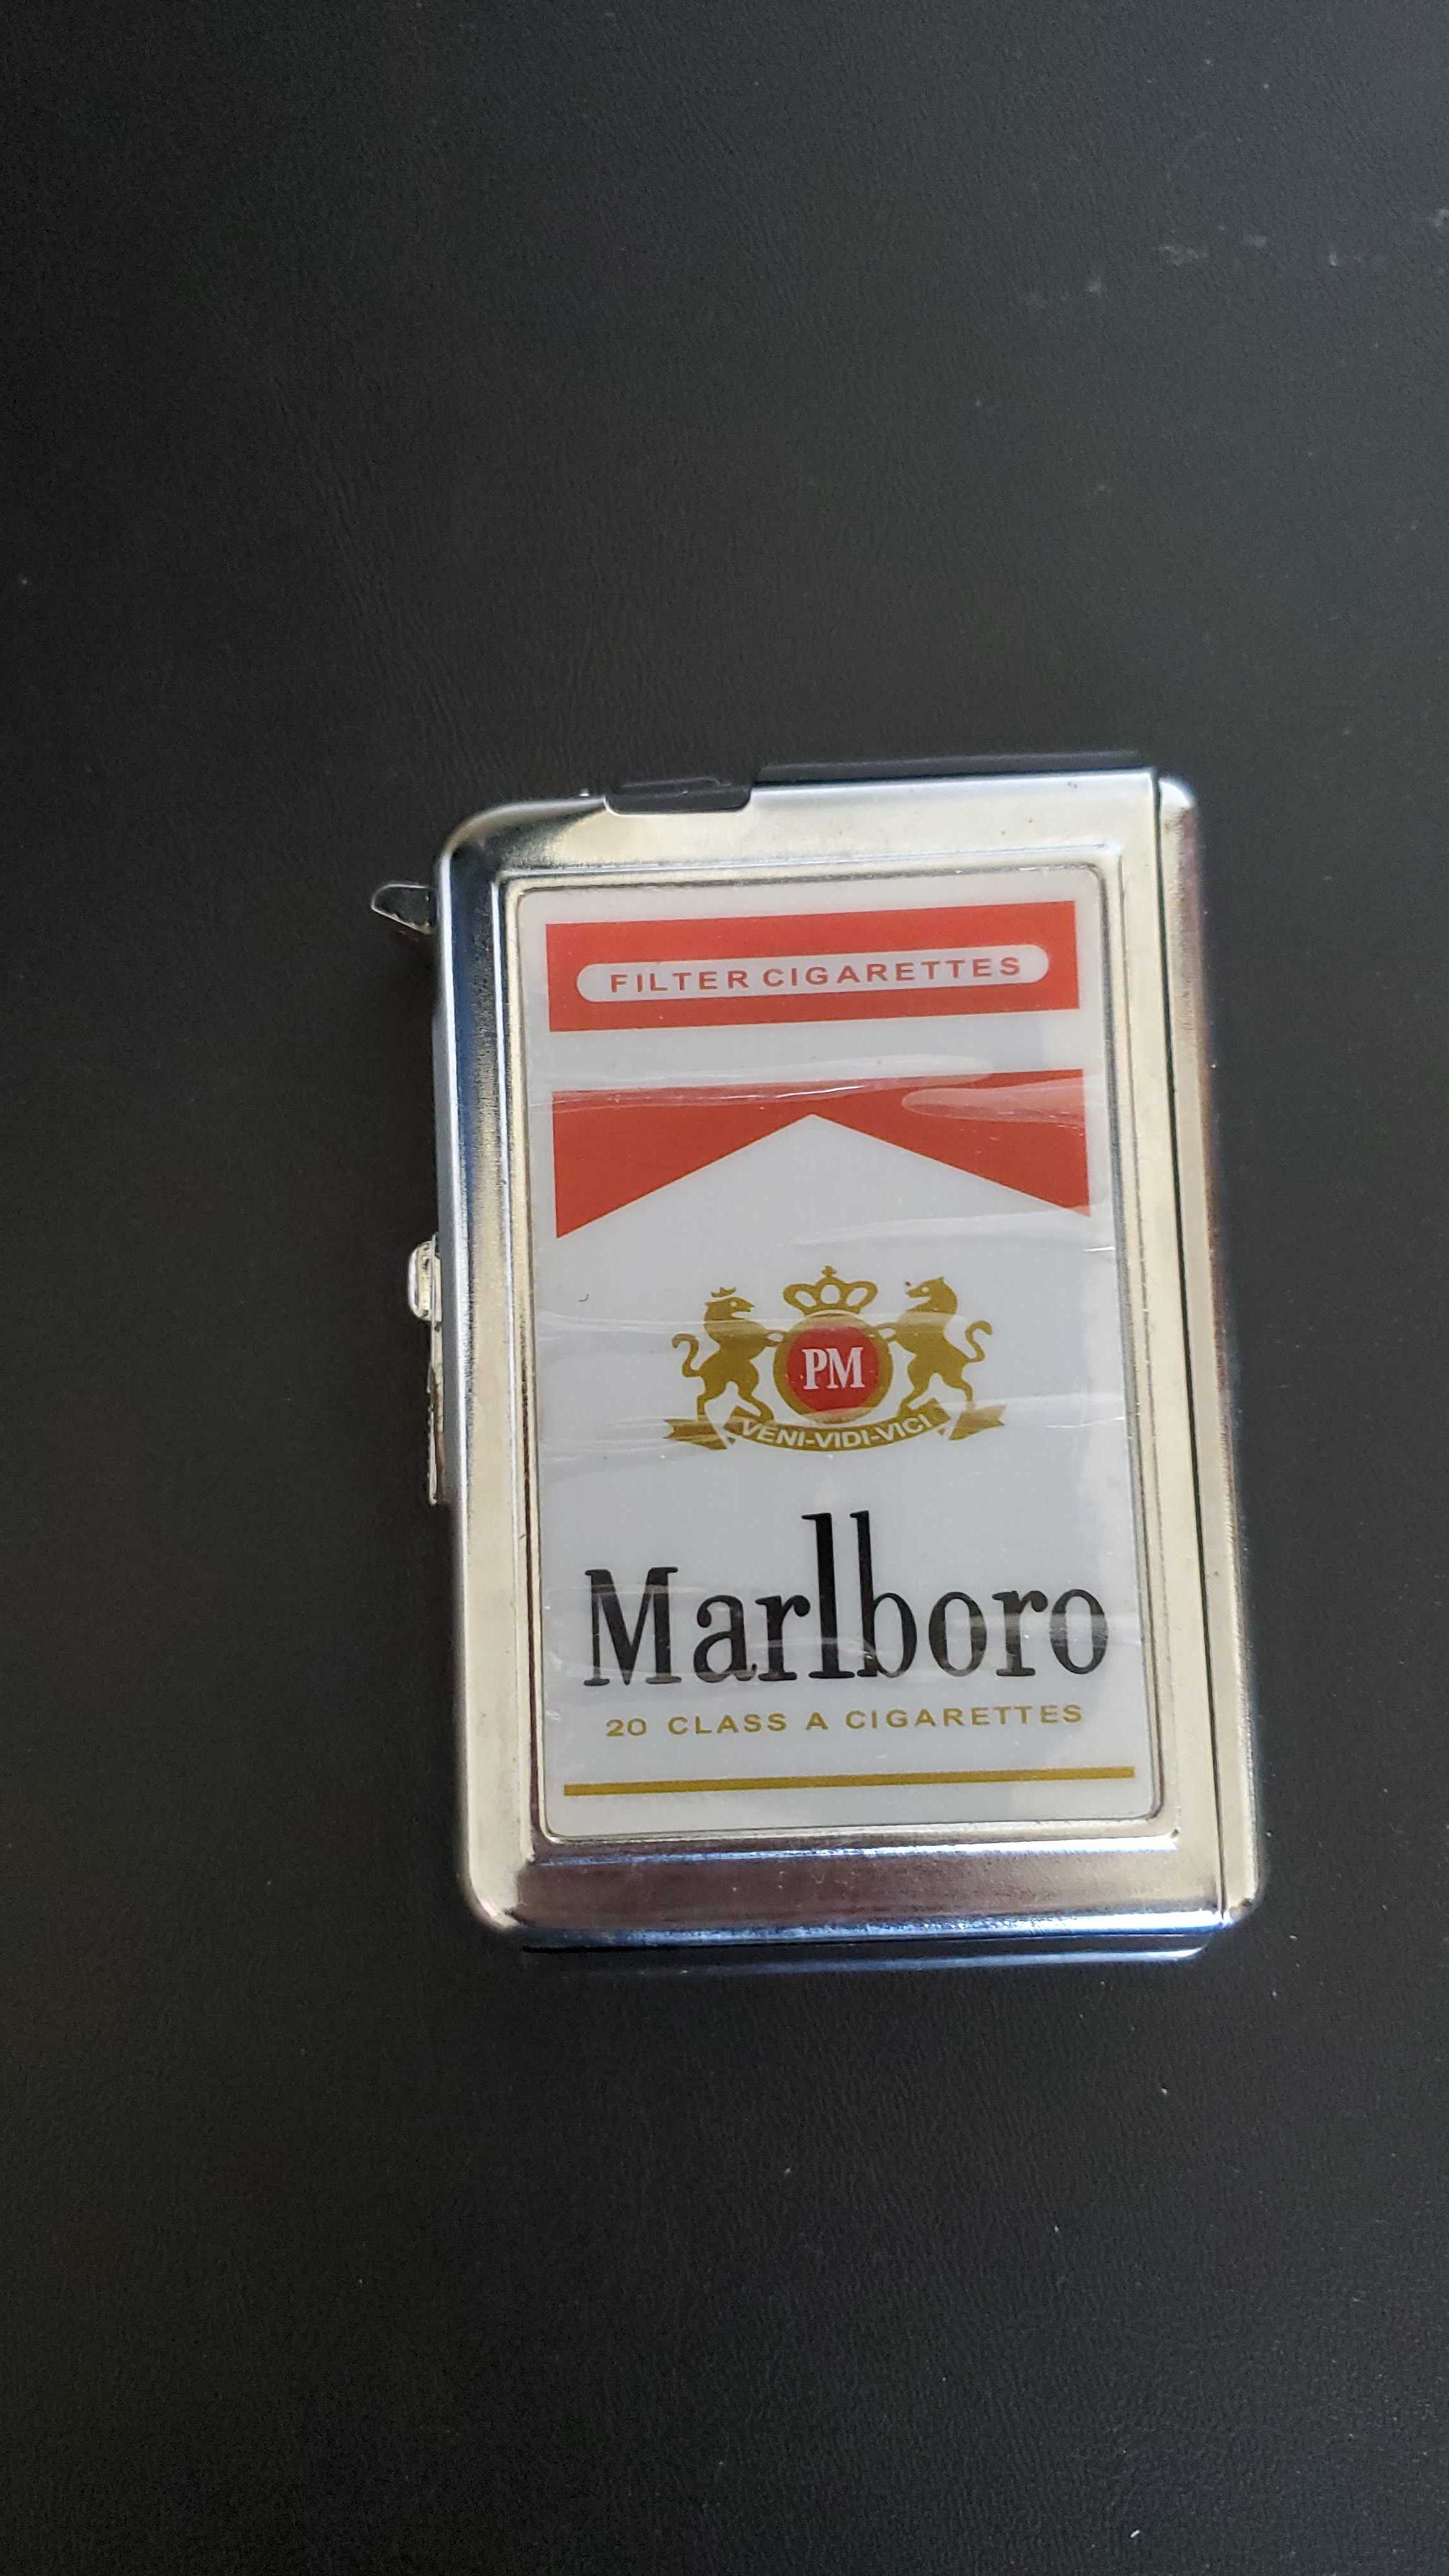 FILTER CIGARETTES
PM
VENI-VIDI-VICI
Marlboro
20 CLASS A CIGARETTES